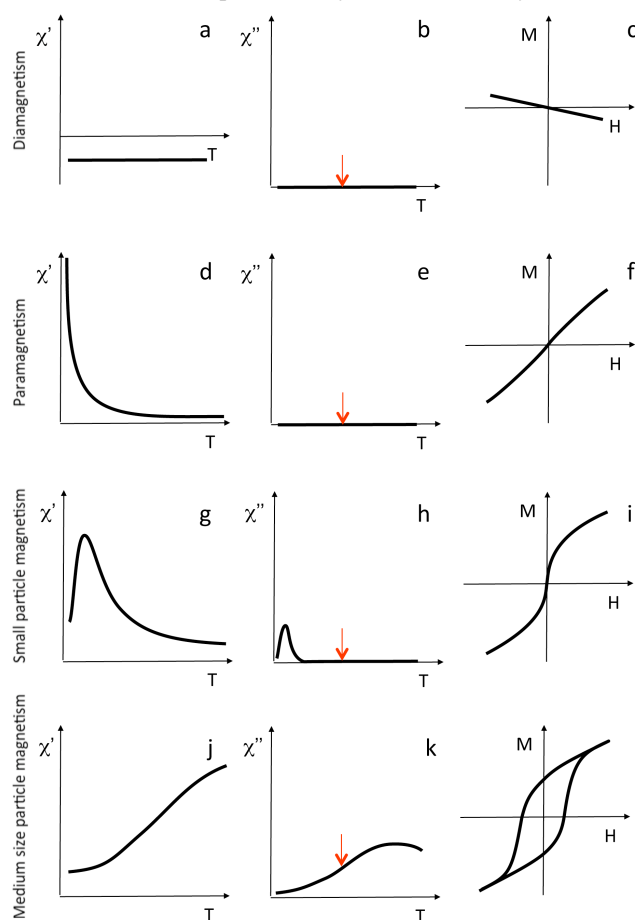 Diamagnetism
χ’
a
T
χ”
b
T
M
c
H
Paramagnetism
χ’
d
T
χ”
e
T
M
f
H
Small particle magnetism
χ’
g
T
χ”
h
T
M
i
H
Medium size particle magnetism
χ’
j
T
χ”
k
T
M
H